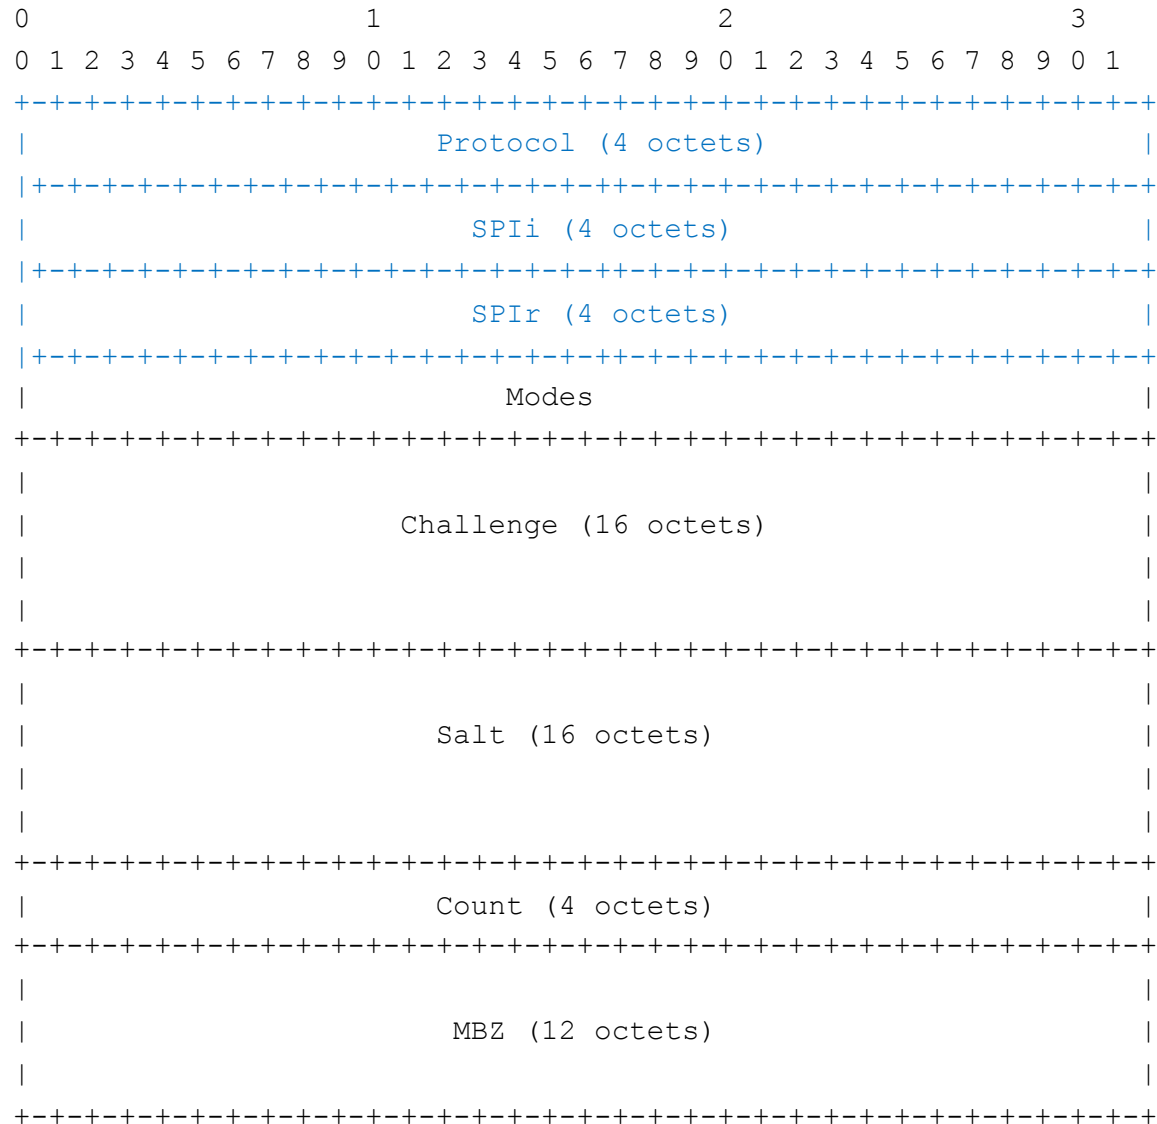 0                   1                   2                   3
0 1 2 3 4 5 6 7 8 9 0 1 2 3 4 5 6 7 8 9 0 1 2 3 4 5 6 7 8 9 0 1
+-+-+-+-+-+-+-+-+-+-+-+-+-+-+-+-+-+-+-+-+-+-+-+-+-+-+-+-+-+-+-+-+
|                       Protocol (4 octets)                     |
|+-+-+-+-+-+-+-+-+-+-+-+-+-+-+-+-++-+-+-+-+-+-+-+-+-+-+-+-+-+-+-+
|                         SPIi (4 octets)                       |
|+-+-+-+-+-+-+-+-+-+-+-+-+-+-+-+-++-+-+-+-+-+-+-+-+-+-+-+-+-+-+-+
|                         SPIr (4 octets)                       |
|+-+-+-+-+-+-+-+-+-+-+-+-+-+-+-+-++-+-+-+-+-+-+-+-+-+-+-+-+-+-+-+
|                           Modes                               |
+-+-+-+-+-+-+-+-+-+-+-+-+-+-+-+-+-+-+-+-+-+-+-+-+-+-+-+-+-+-+-+-+
|                                                               |
|                     Challenge (16 octets)                     |
|                                                               |
|                                                               |
+-+-+-+-+-+-+-+-+-+-+-+-+-+-+-+-+-+-+-+-+-+-+-+-+-+-+-+-+-+-+-+-+
|                                                               |
|                       Salt (16 octets)                        |
|                                                               |
|                                                               |
+-+-+-+-+-+-+-+-+-+-+-+-+-+-+-+-+-+-+-+-+-+-+-+-+-+-+-+-+-+-+-+-+
|                       Count (4 octets)                        |
+-+-+-+-+-+-+-+-+-+-+-+-+-+-+-+-+-+-+-+-+-+-+-+-+-+-+-+-+-+-+-+-+
|                                                               |
|                        MBZ (12 octets)                        |
|                                                               |
+-+-+-+-+-+-+-+-+-+-+-+-+-+-+-+-+-+-+-+-+-+-+-+-+-+-+-+-+-+-+-+-+